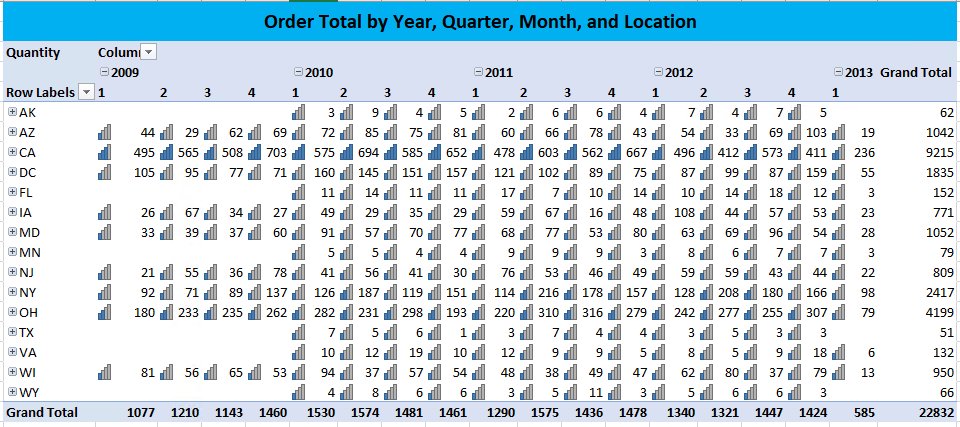 Order Total by Year, Quarter, Month, and Location
Quantity Colum
2009 2010 2011 2012 2013 Grand Total
Row Labels 1 2 3 4 1 2 3 4 1 2 3 4 1 2 3 4 1
AK 3 9 4 5 2 6 6 4 7 4 7 5 62
AZ 44 29 62 69 72 85 75 81 60 66 78 43 54 33 69 103 19 1042
CA 495 565 508 703 575 694 585 652 478 603 562 667 496 412 573 411 236 9215
DC 105 95 77 71 160 145 151 157 121 102 89 75 87 99 87 159 55 1835
FL 11 14 11 11 17 7 10 14 10 14 18 12 3 152
IA 26 67 34 27 49 29 35 29 59 67 16 48 108 44 57 53 23 771
MD 33 39 37 60 91 57 70 77 68 77 53 80 63 69 96 54 28 1052
MN 5 5 4 4 9 9 9 3 8 6 7 7 3 79
NJ 21 55 36 78 41 56 41 30 76 53 46 49 59 59 43 44 22 809
NY 92 71 89 137 126 187 119 151 114 216 178 157 128 208 180 166 98 2417
OH 180 233 235 262 282 231 298 193 220 310 316 279 242 277 255 307 79 4199
TX 7 5 6 1 3 7 4 4 3 5 3 3 51
VA 10 12 19 10 12 9 9 5 8 5 9 18 6 132
WI 81 56 65 53 94 37 57 54 48 38 49 47 62 80 37 79 13 950
WY 4 8 6 6 3 5 11 3 5 6 6 3 66
Grand Total 1077 1210 1143 1460 1530 1574 1481 1461 1290 1575 1436 1478 1340 1321 1447 1424 585 22832